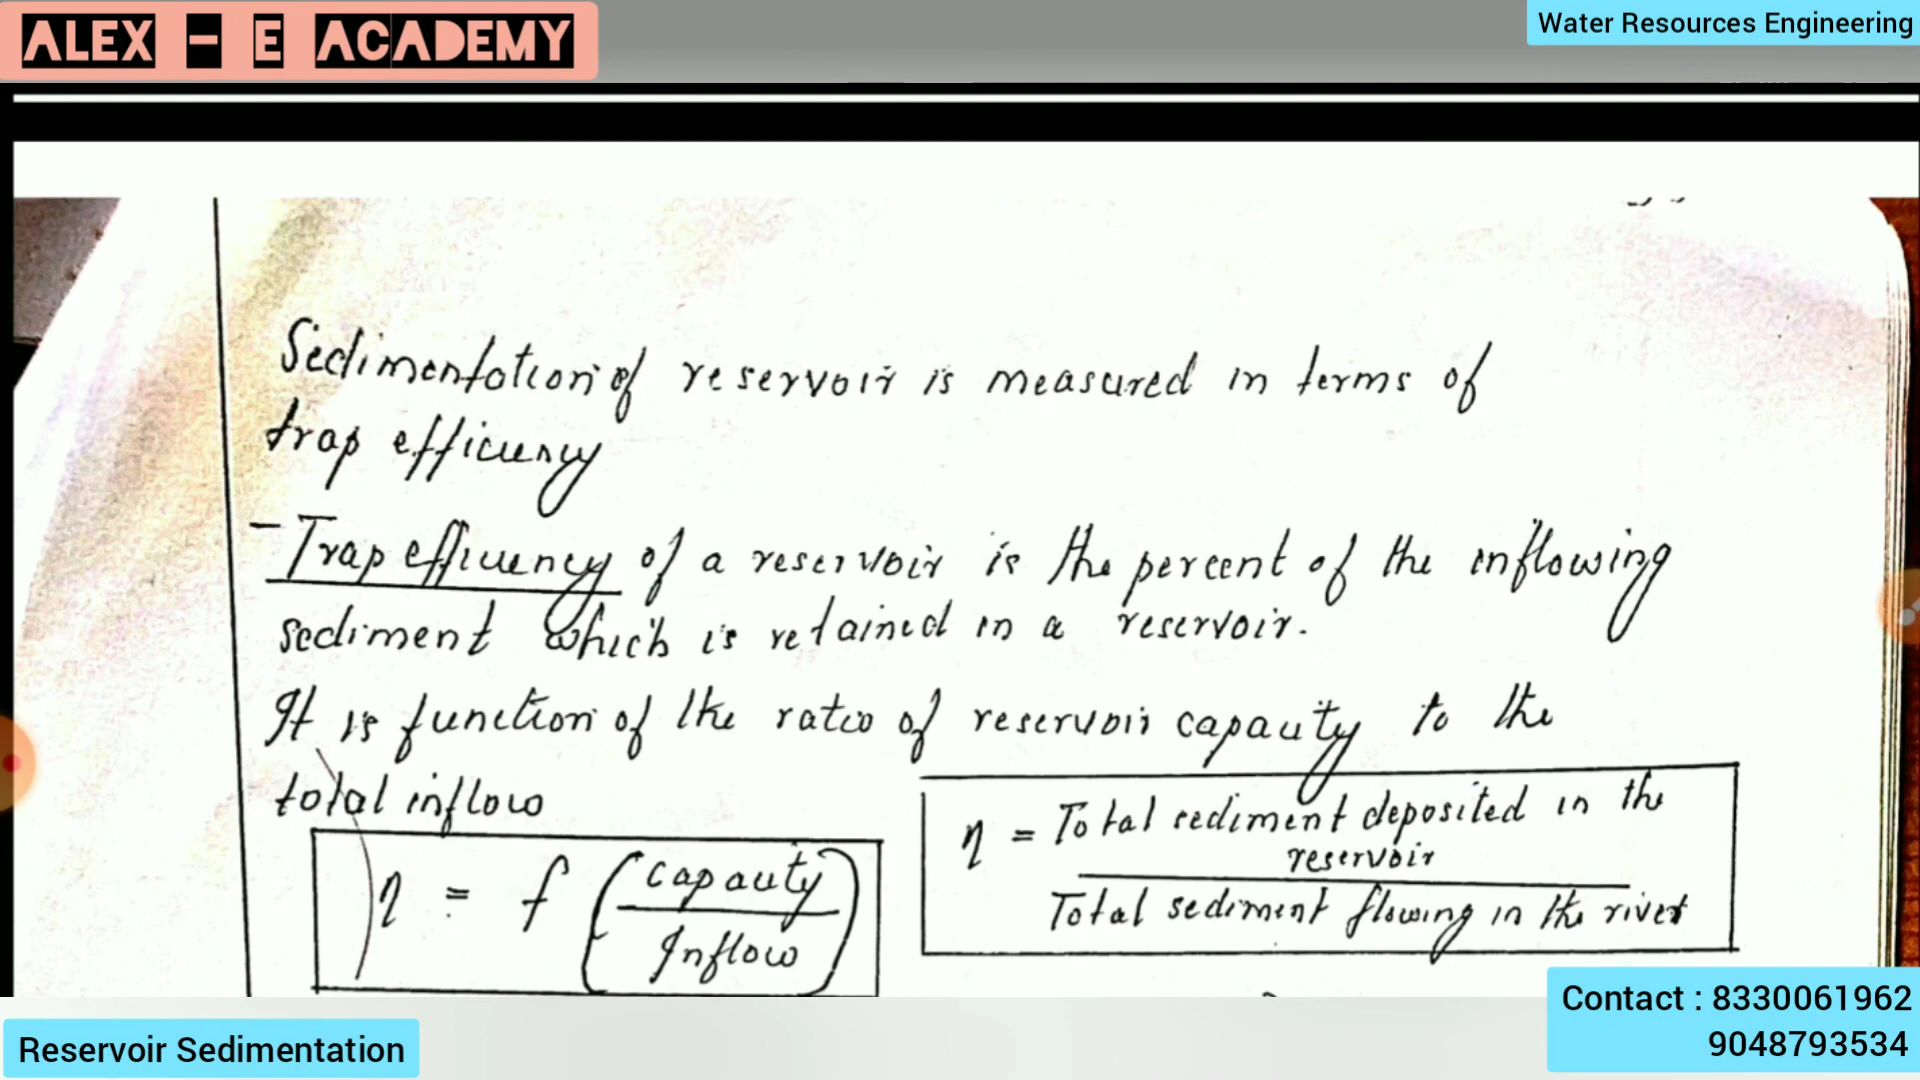 ALEX - E ACADEMY
Water Resources Engineering
Sedimentation of reservoir is measured in terms of
trap efficiency
- Trap efficiency of a reservoir is the percent of the inflowing
sediment which is retained in a reservoir.
It is function of the ratio of reservoir capacity to the
total inflow
η = Total sediment deposited in the
reservoir
Total sediment flowing in the river
η = f (capacity
Inflow)
Contact : 8330061962
9048793534
Reservoir Sedimentation